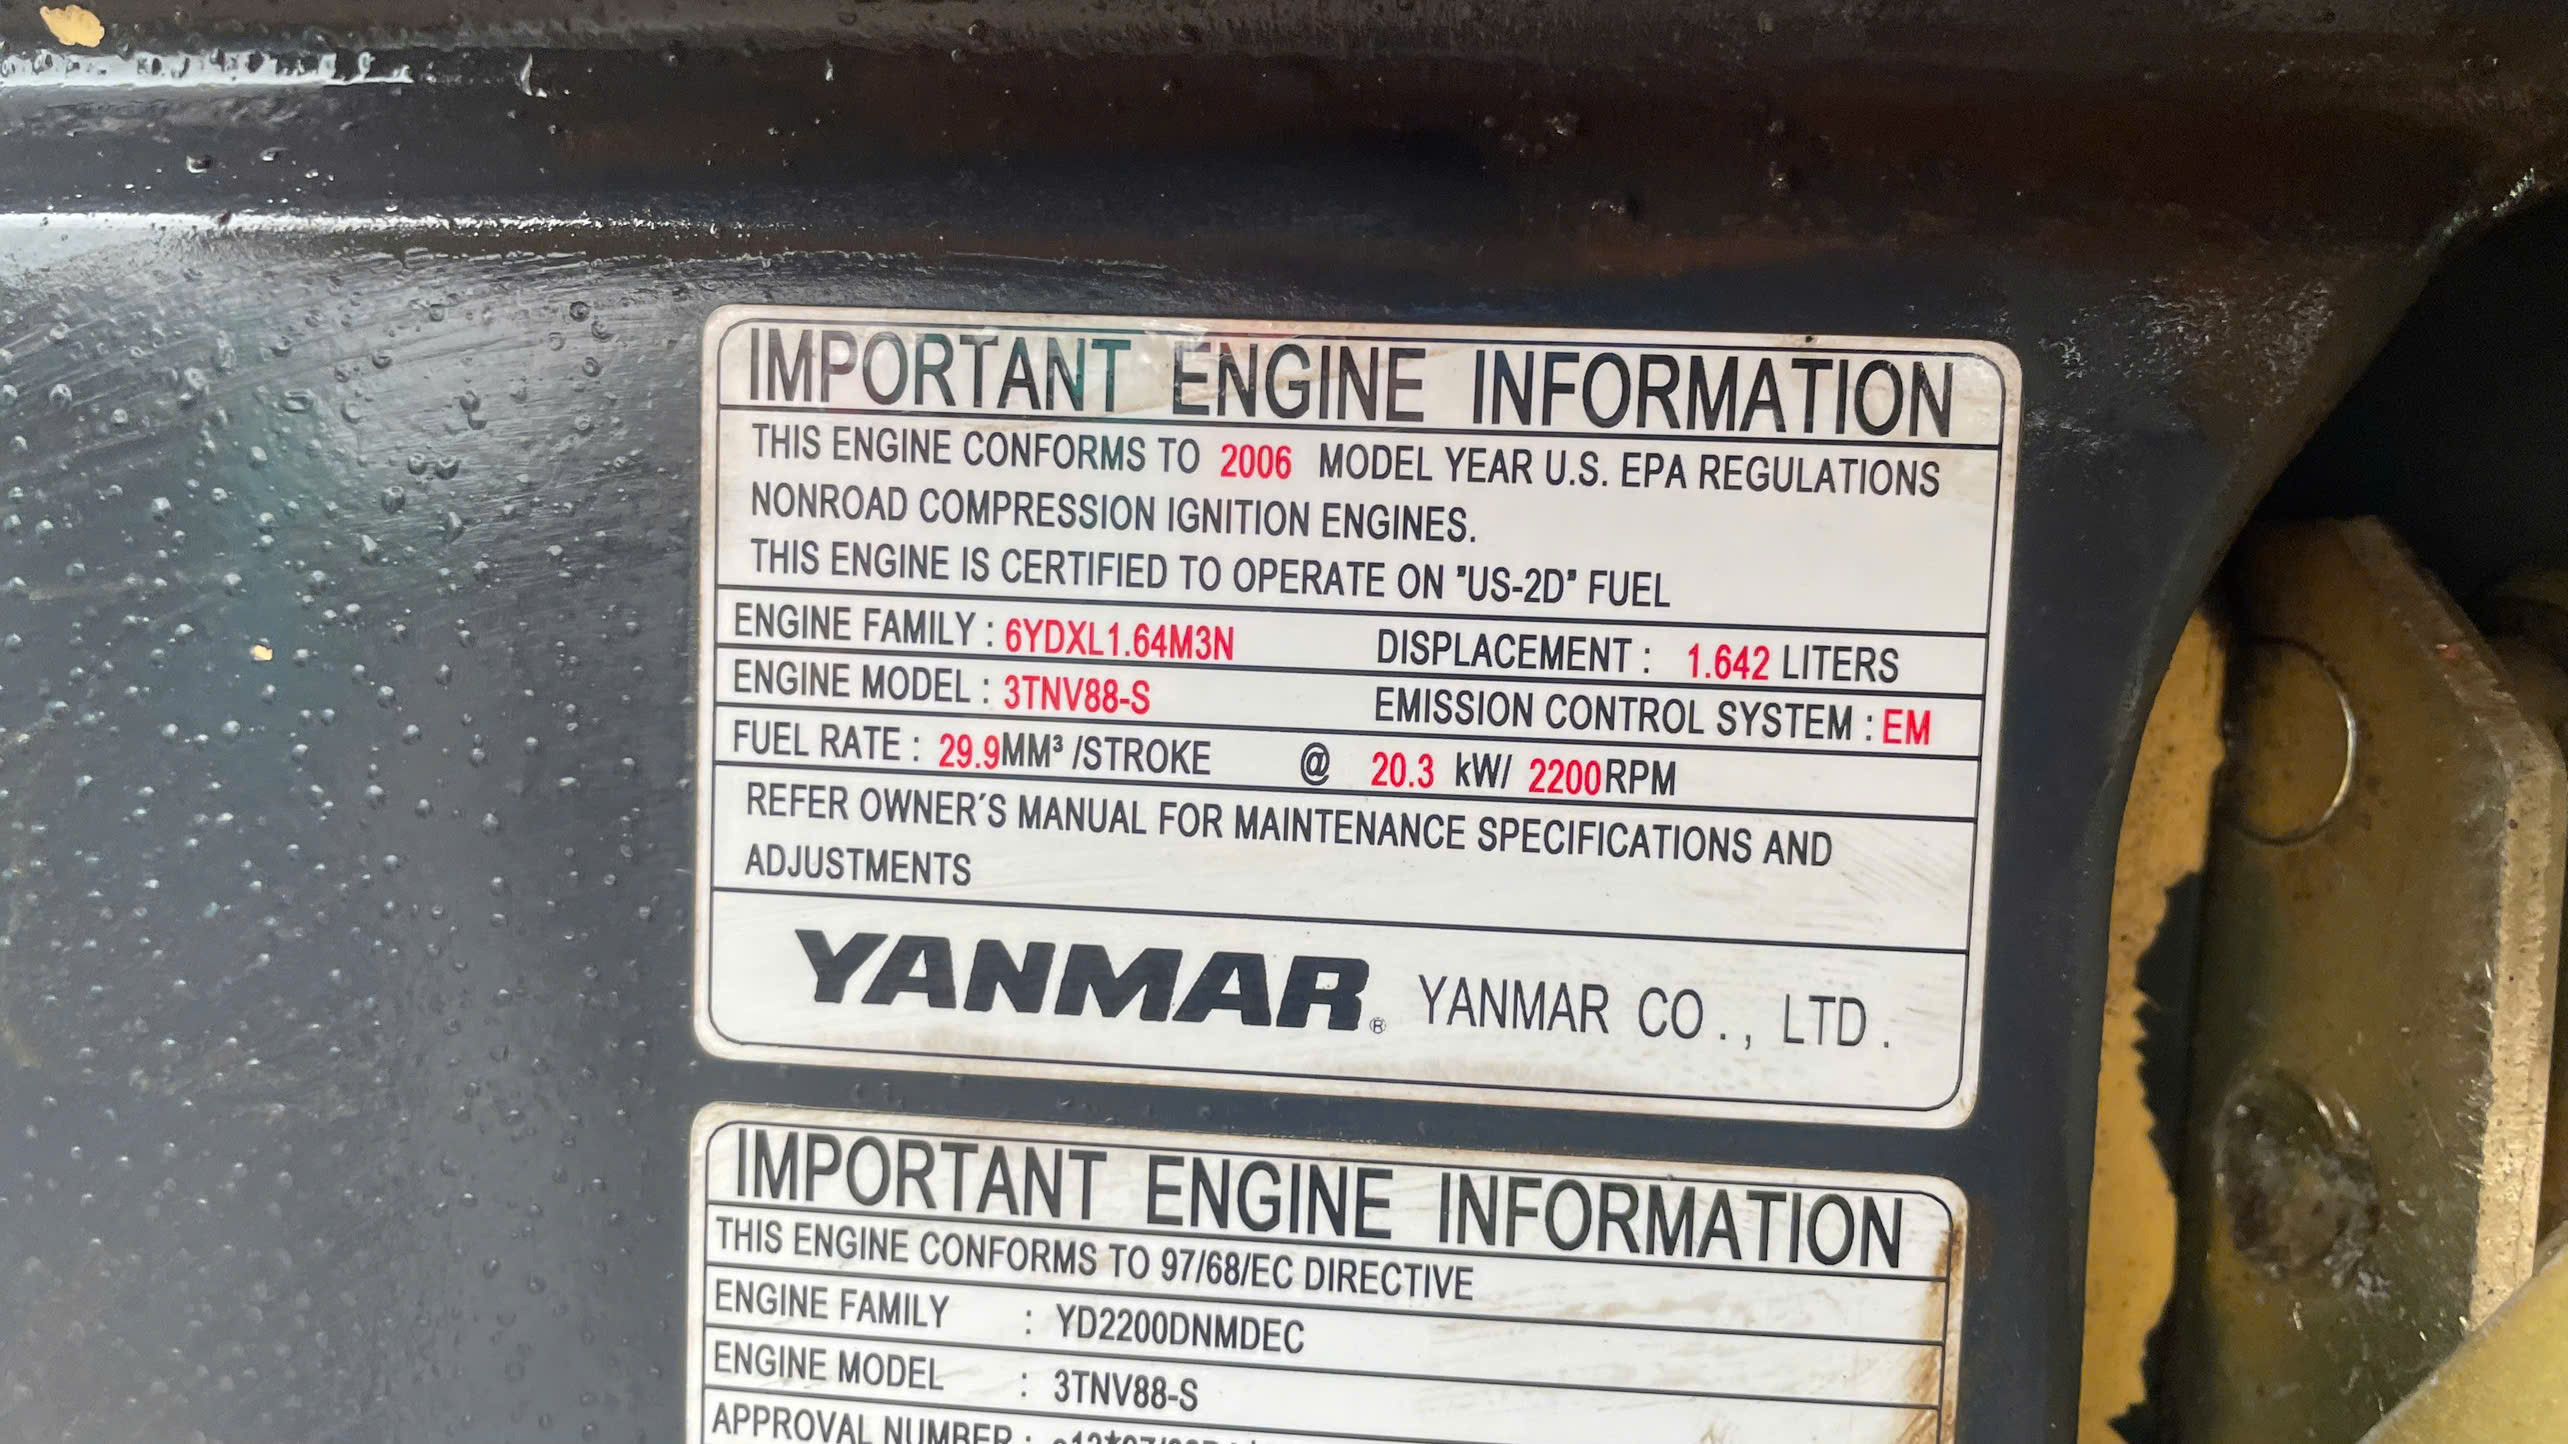 IMPORTANT ENGINE INFORMATION
THIS ENGINE CONFORMS TO 2006 MODEL YEAR U.S. EPA REGULATIONS
NONROAD COMPRESSION IGNITION ENGINES.
THIS ENGINE IS CERTIFIED TO OPERATE ON "US-2D" FUEL
ENGINE FAMILY : 6YDXL1.64M3N DISPLACEMENT : 1.642 LITERS
ENGINE MODEL : 3TNV88-S EMISSION CONTROL SYSTEM : EM
FUEL RATE : 29.9MM³ /STROKE @ 20.3 kW/ 2200RPM
REFER OWNER'S MANUAL FOR MAINTENANCE SPECIFICATIONS AND
ADJUSTMENTS
YANMAR® YANMAR CO., LTD.
IMPORTANT ENGINE INFORMATION
THIS ENGINE CONFORMS TO 97/68/EC DIRECTIVE
ENGINE FAMILY : YD2200DNMDEC
ENGINE MODEL : 3TNV88-S
APPROVAL NUMBER :